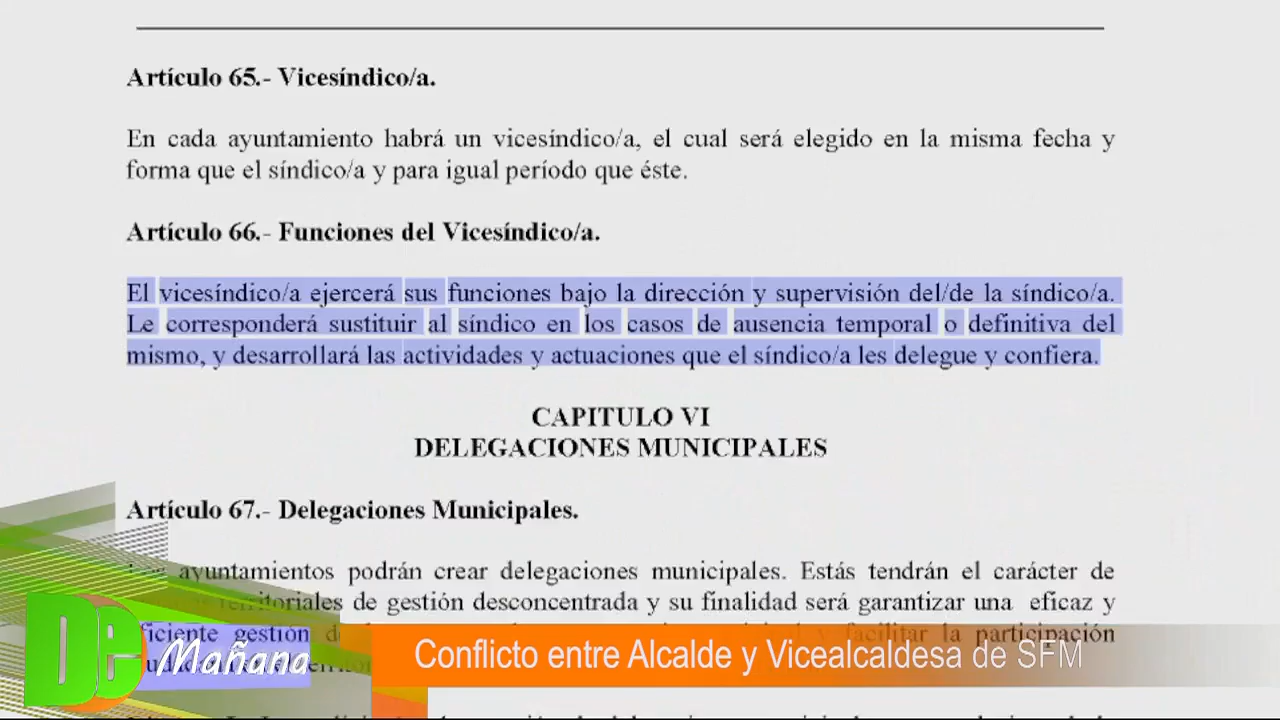 Artículo 65.- Vicesíndico/a.
En cada ayuntamiento habrá un vicesíndico/a, el cual será elegido en la misma fecha y
forma que el síndico/a y para igual período que éste.
Artículo 66.- Funciones del Vicesíndico/a.
El vicesíndico/a ejercerá sus funciones bajo la dirección y supervisión del/de la síndico/a.
Le corresponderá sustituir al síndico en los casos de ausencia temporal o definitiva del
mismo, y desarrollará las actividades y actuaciones que el síndico/a les delegue y confiera.
CAPITULO VI
DELEGACIONES MUNICIPALES
Artículo 67.- Delegaciones Municipales.
ayuntamientos podrán crear delegaciones municipales. Estás tendrán el carácter de
territoriales de gestión desconcentrada y su finalidad será garantizar una eficaz y
eficiente gestión y facilitar la participación
De Mañana
Conflicto entre Alcalde y Vicealcaldesa de SFM